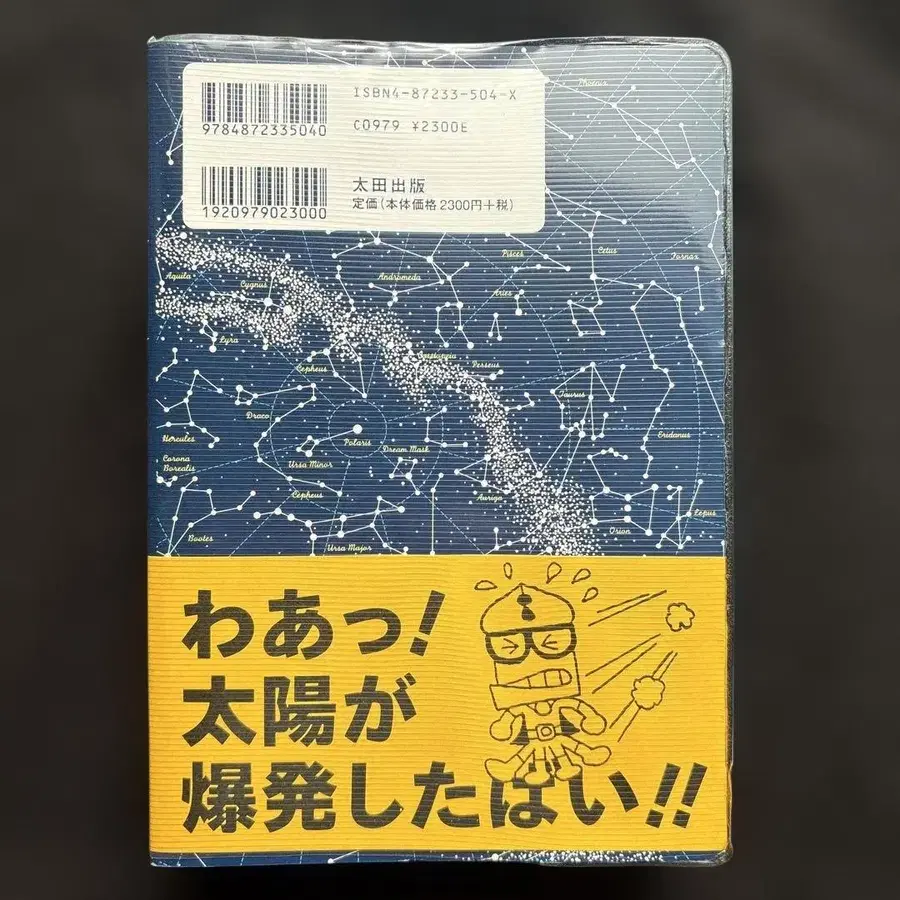 ISBN4-87233-504-X
9784872335040
C0979 ¥2300E
1920979023000
太田出版
定価(本体価格2300円+税)
Phoenix
Pisces
Cetus
Fornax
Aquila
Cygnus
Andromeda
Aries
Lyra
Cepheus
Cassiopeia
Perseus
Taurus
Draco
Hercules
Polaris
Dream Mask
Eridanus
Corona
Borealis
Ursa Minor
Cepheus
Auriga
Orion
Lepus
Bootes
Ursa Major
わあっ!
太陽が
爆発したばい!!